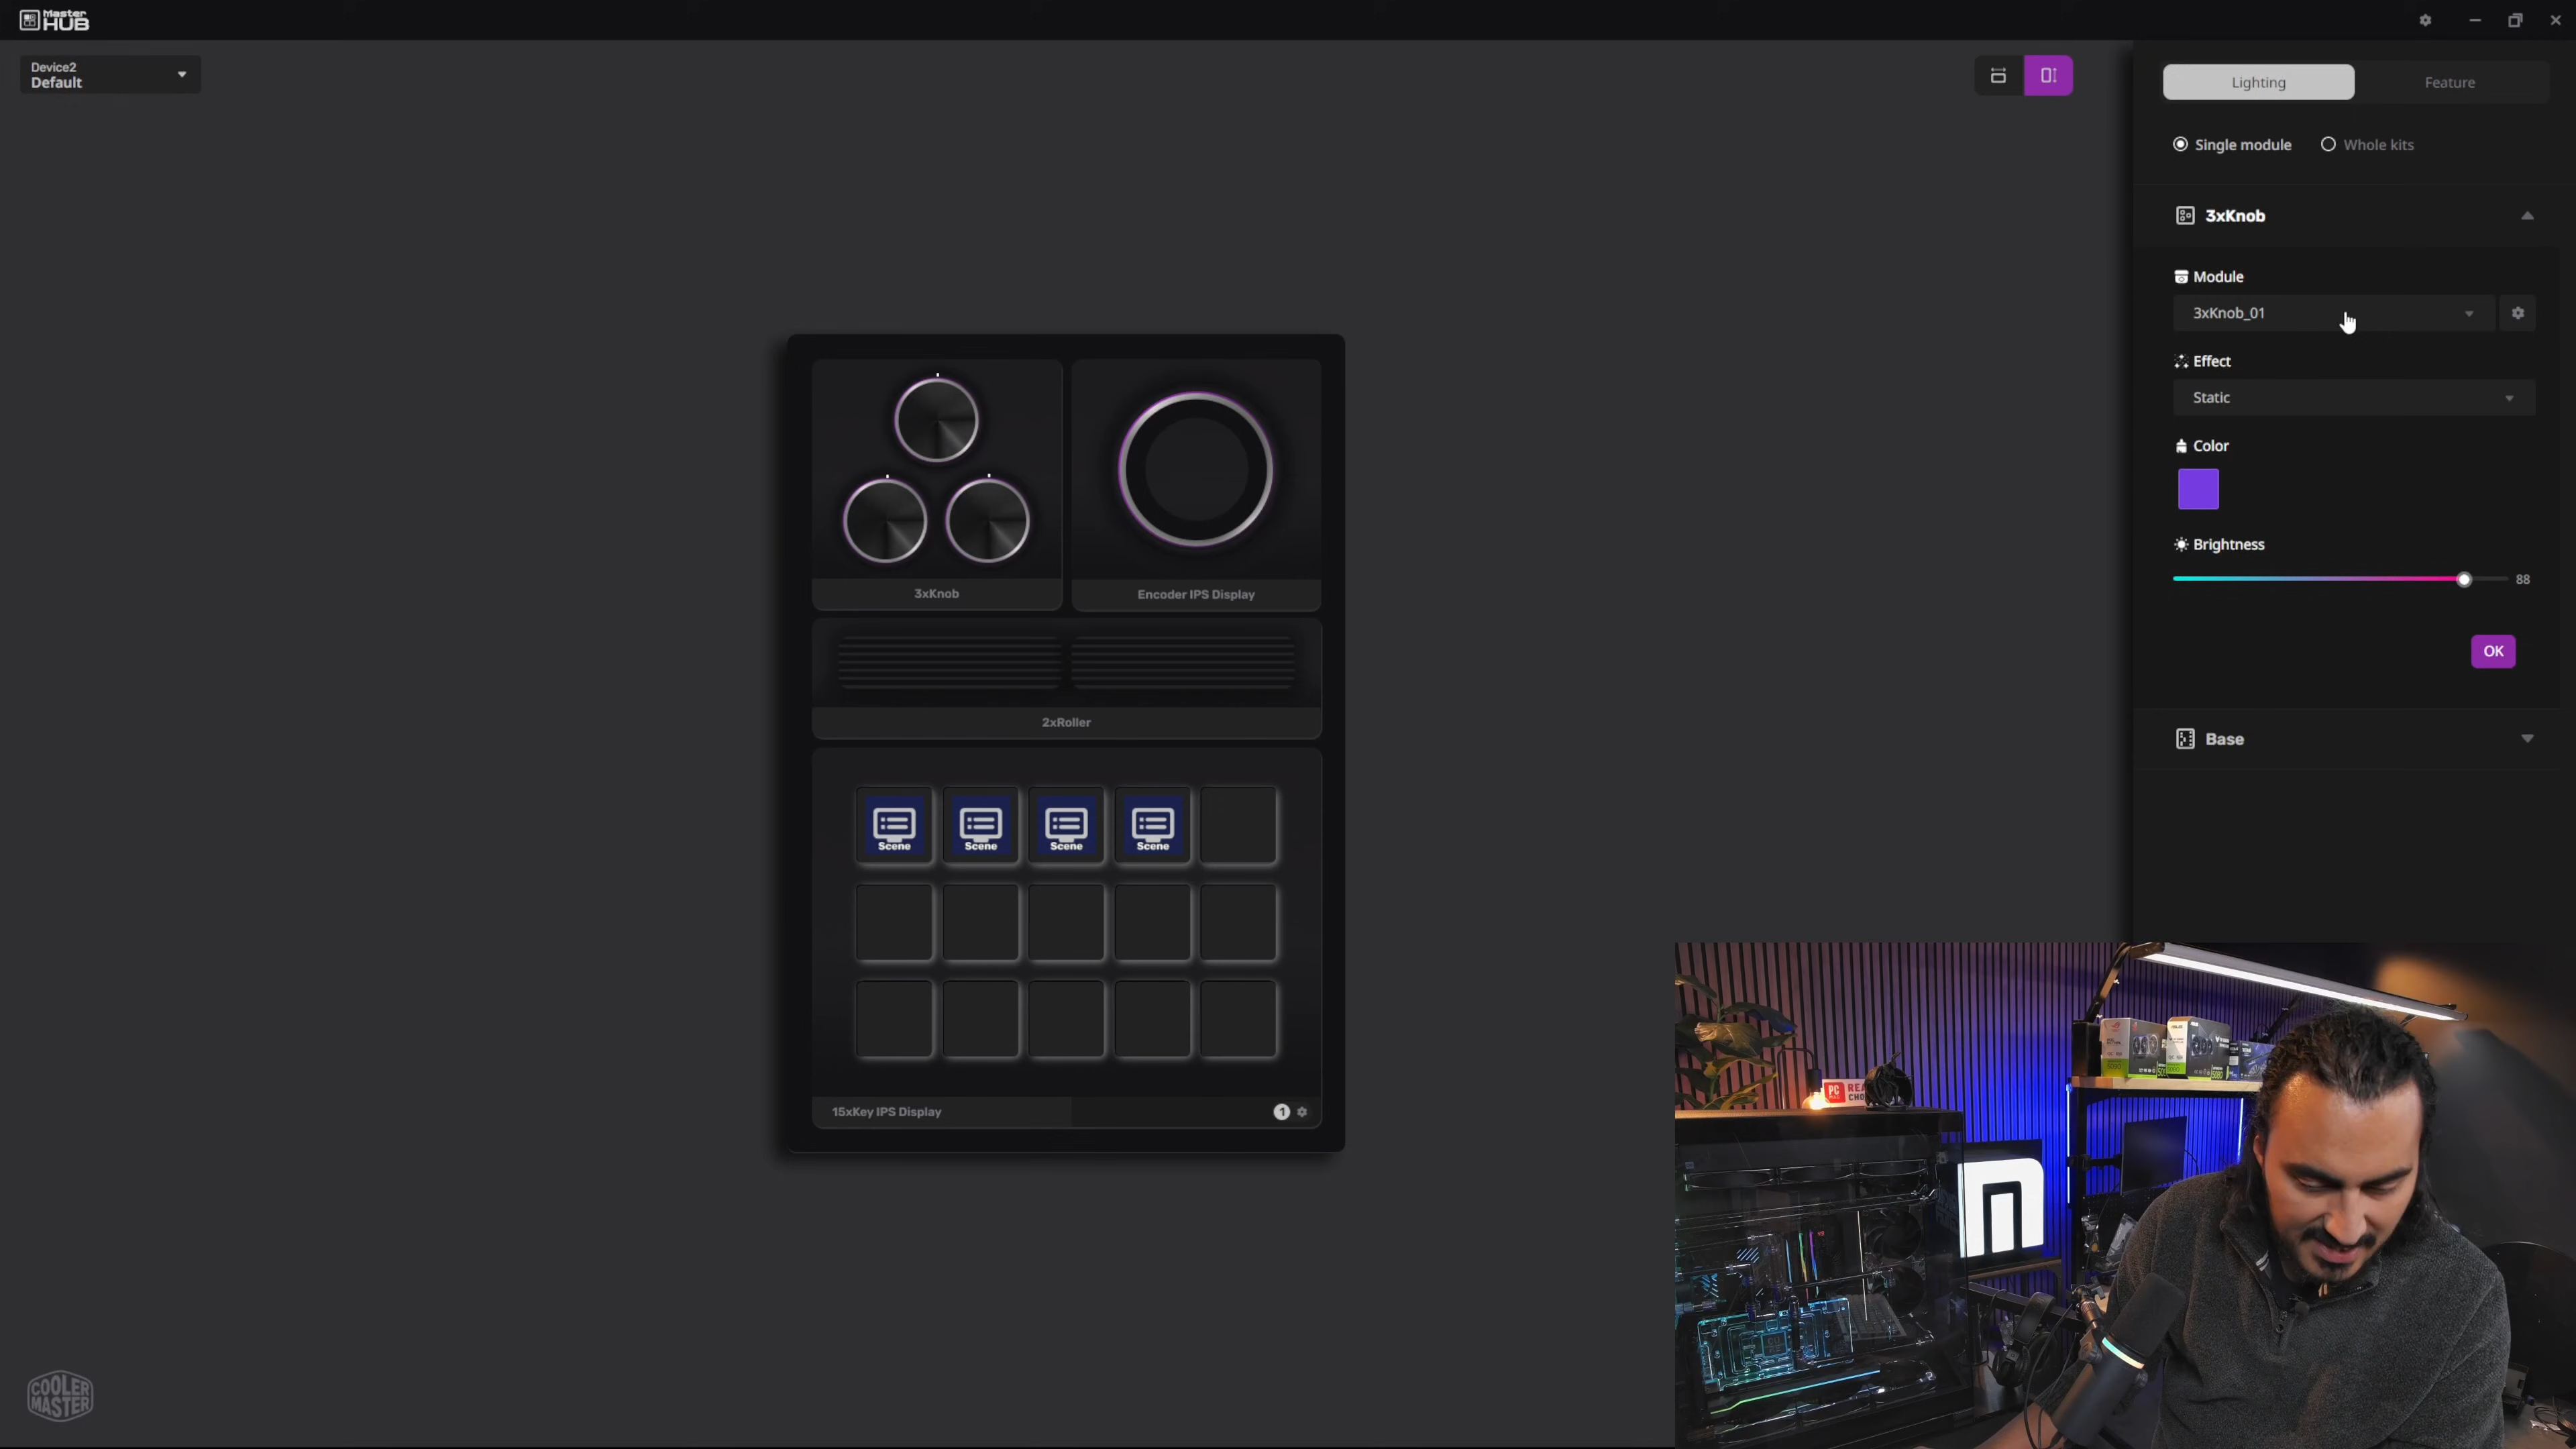 Master
HUB
Device2
Default
Lighting
Feature
Single module
Whole kits
3xKnob
Module
3xKnob_01
Effect
Static
Color
Brightness
88
OK
Base
3xKnob
Encoder IPS Display
2xRoller
Scene
Scene
Scene
Scene
15xKey IPS Display
1
COOLER
MASTER
PC